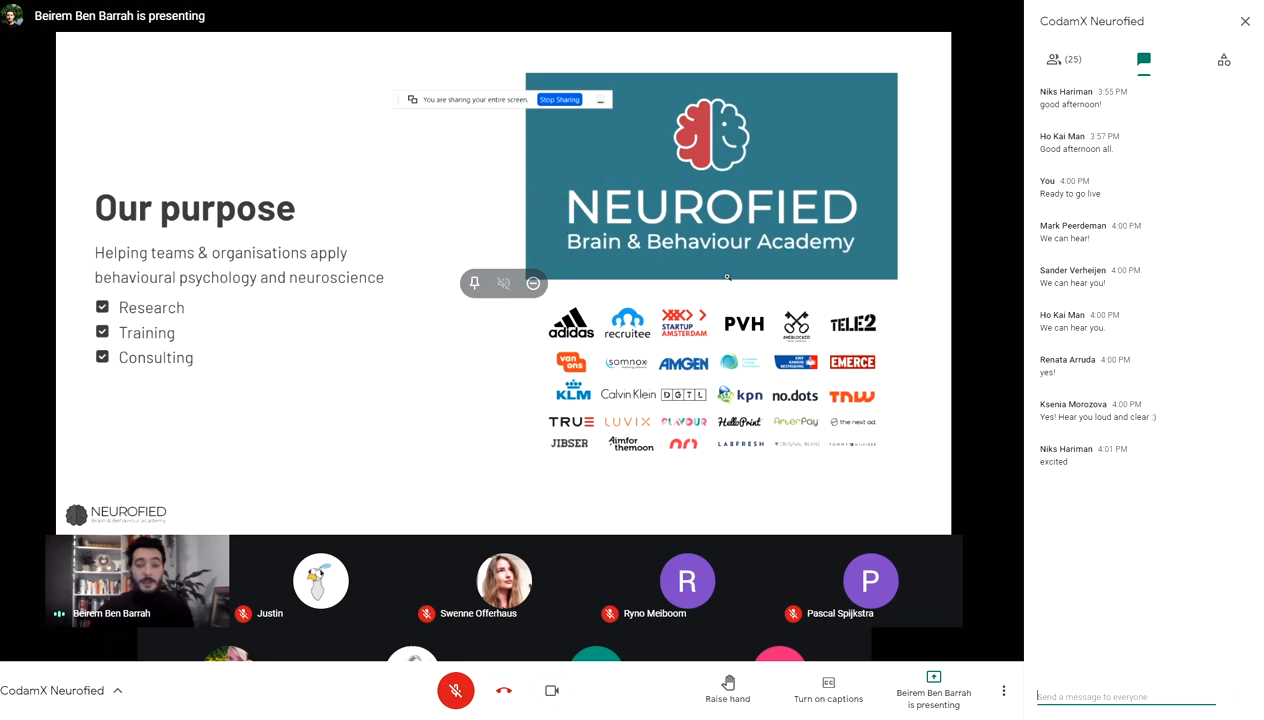 Beirem Ben Barrah is presenting
You are sharing your entire screen.
Stop Sharing
NEUROFIED
Brain & Behaviour Academy
Our purpose
Helping teams & organisations apply
behavioural psychology and neuroscience
Research
Training
Consulting
adidas recruitee STARTUP AMSTERDAM PVH TELE2
van ons somnox AMGEN EMERCE
KLM Calvin Klein DGTL kpn no.dots TNW
TRUE LUVIX FLAVOUR HelloPrint AfterPay the next ad
JIBSER Aimfor themoon LABFRESH ORIGINAL BEANS TOMMY HILFIGER
NEUROFIED
Brain & Behaviour academy
Beirem Ben Barrah
Justin
Swenne Offerhaus
R
Ryno Meiboom
P
Pascal Spijkstra
CodamX Neurofied
Raise hand
Turn on captions
Beirem Ben Barrah
is presenting
CodamX Neurofied
(25)
Niks Hariman 3:55 PM
good afternoon!
Ho Kai Man 3:57 PM
Good afternoon all.
You 4:00 PM
Ready to go live
Mark Peerdeman 4:00 PM
We can hear!
Sander Verheijen 4:00 PM
We can hear you!
Ho Kai Man 4:00 PM
We can hear you.
Renata Arruda 4:00 PM
yes!
Ksenia Morozova 4:00 PM
Yes! Hear you loud and clear :)
Niks Hariman 4:01 PM
excited
Send a message to everyone